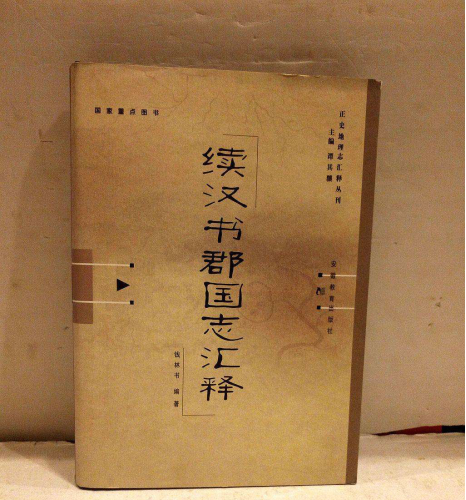 国家重点图书
正史地理志汇释丛刊
主编 谭其骧
续汉书郡国志汇释
钱林书 编著
安徽教育出版社